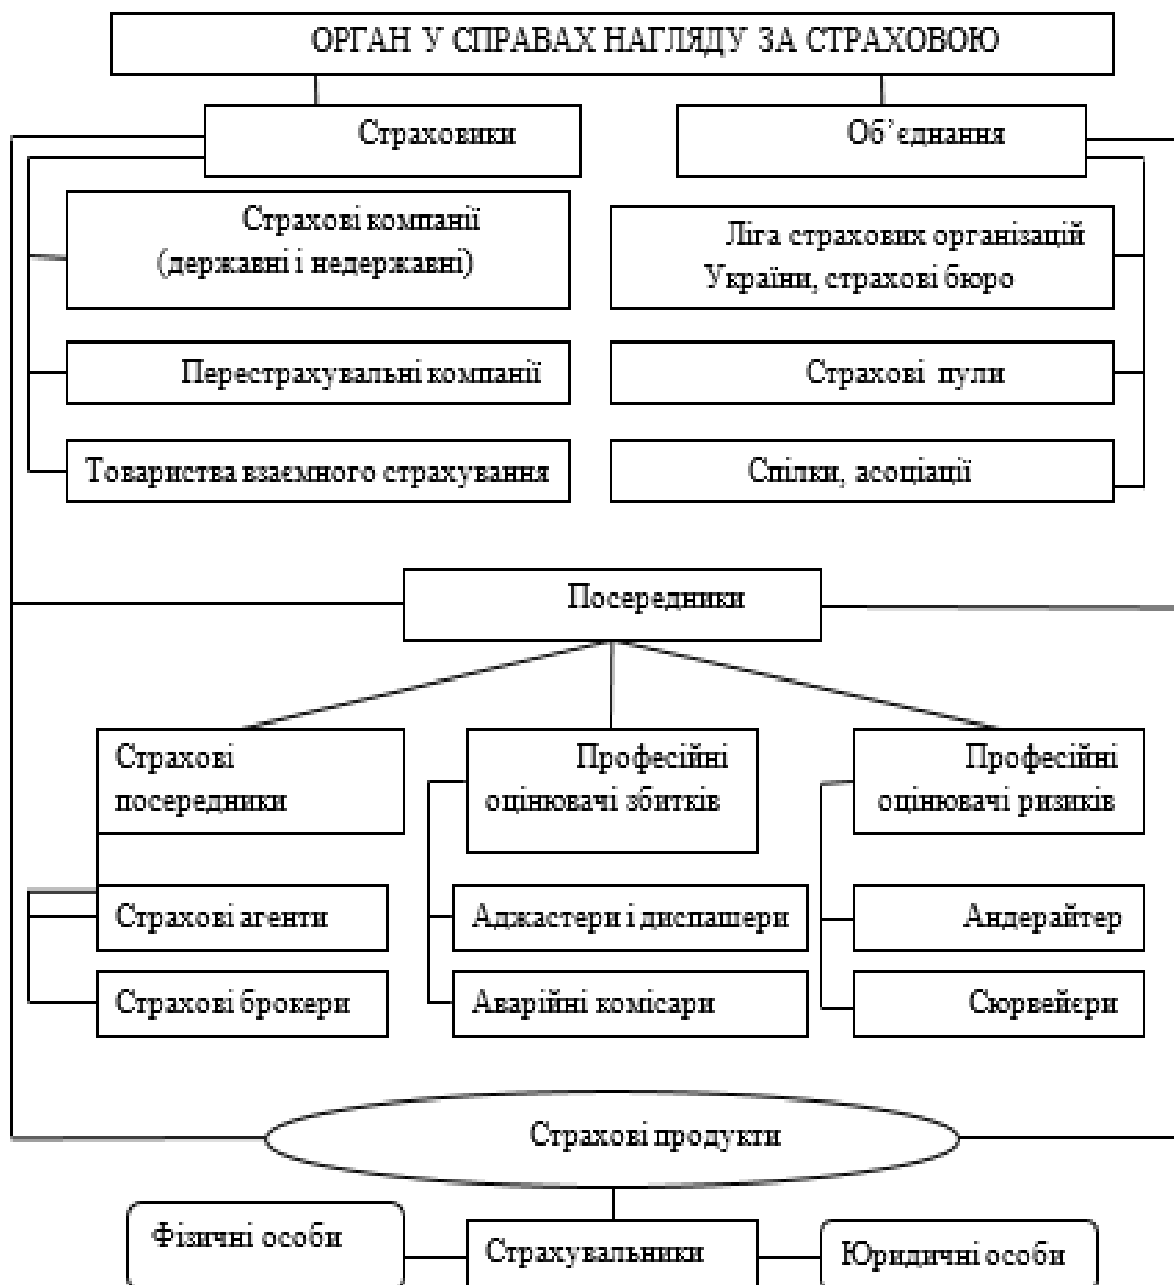 ОРГАН У СПРАВАХ НАГЛЯДУ ЗА СТРАХОВОЮ
Страховики
Об’єднання
Страхові компанії
(державні і недержавні)
Ліга страхових організацій
України, страхові бюро
Перестрахувальні компанії
Страхові пули
Товариства взаємного страхування
Спілки, асоціації
Посередники
Страхові
посередники
Професійні
оцінювачі збитків
Професійні
оцінювачі ризиків
Страхові агенти
Аджастери і диспашери
Андерайтер
Страхові брокери
Аварійні комісари
Сюрвейєри
Страхові продукти
Фізичні особи
Страхувальники
Юридичні особи